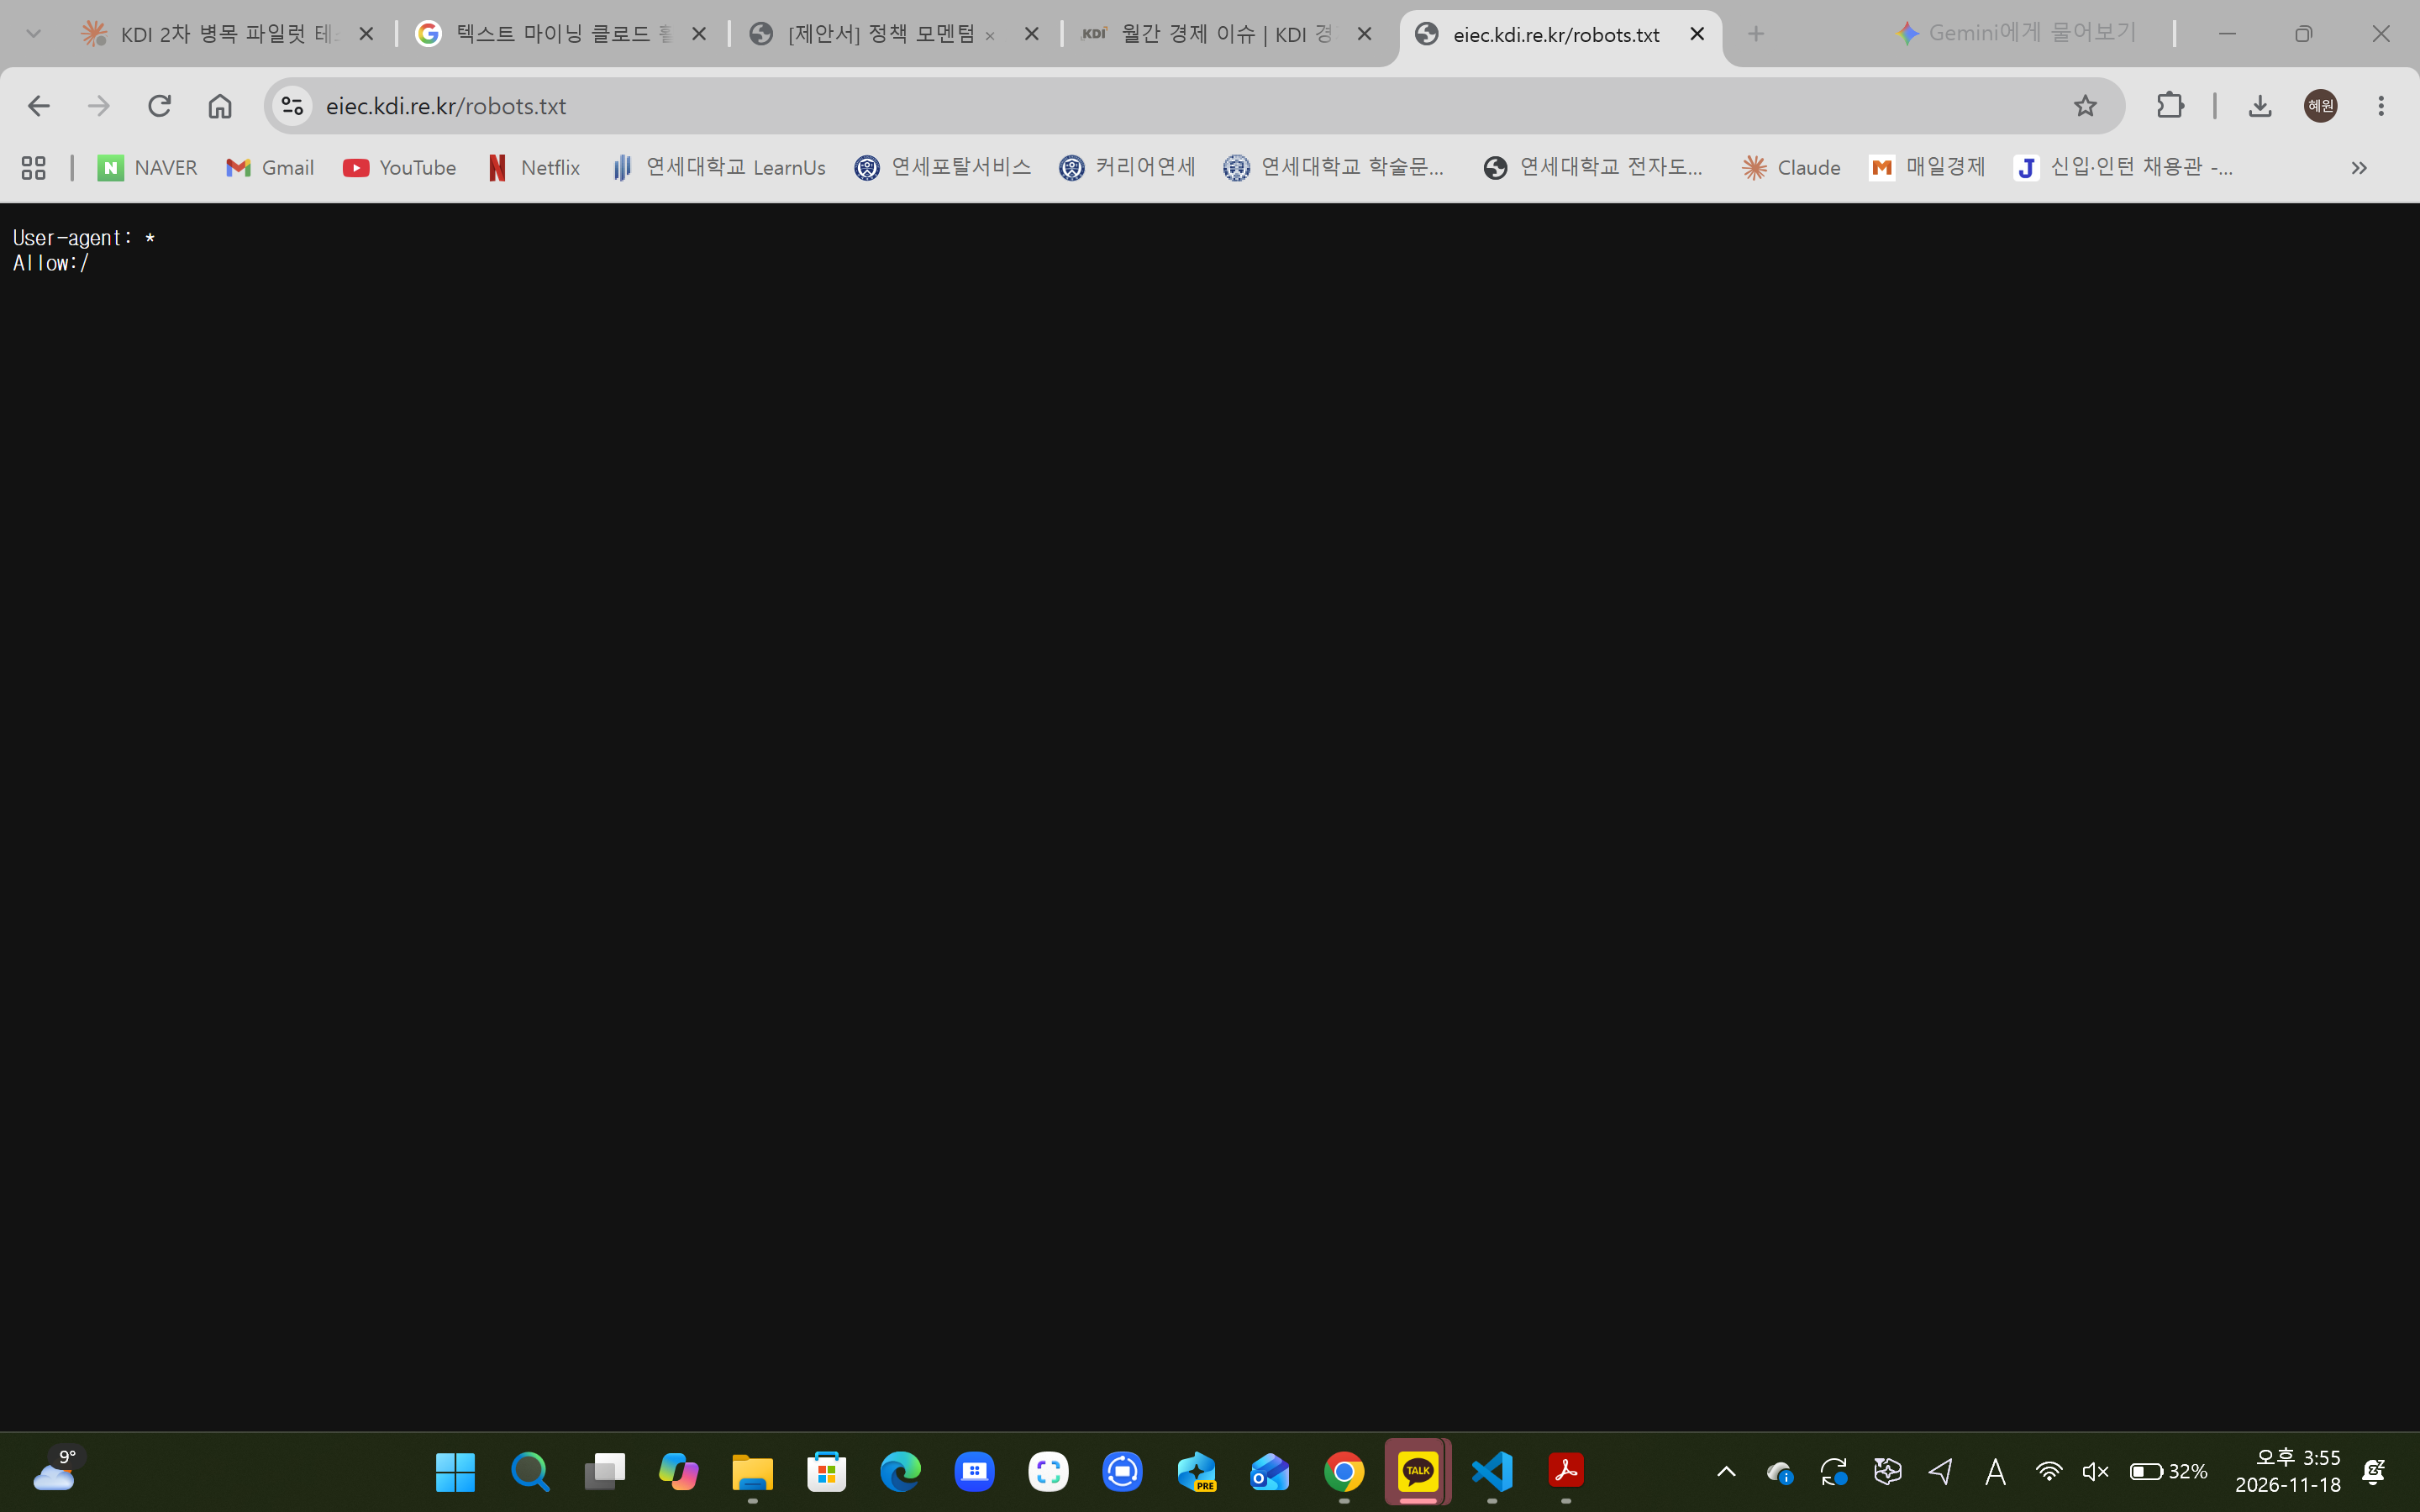 KDI 2차 병목 파일럿 테
텍스트 마이닝 클로드
[제안서] 정책 모멘텀 ×
KDI 월간 경제 이슈 | KDI 경
eiec.kdi.re.kr/robots.txt
Gemini에게 물어보기
eiec.kdi.re.kr/robots.txt
혜원
NAVER
Gmail
YouTube
Netflix
연세대학교 LearnUs
연세포탈서비스
커리어연세
연세대학교 학술문...
연세대학교 전자도...
Claude
매일경제
신입·인턴 채용관 -...
User-agent: *
Allow:/
9°
PRE
TALK
A
32%
오후 3:55
2026-11-18